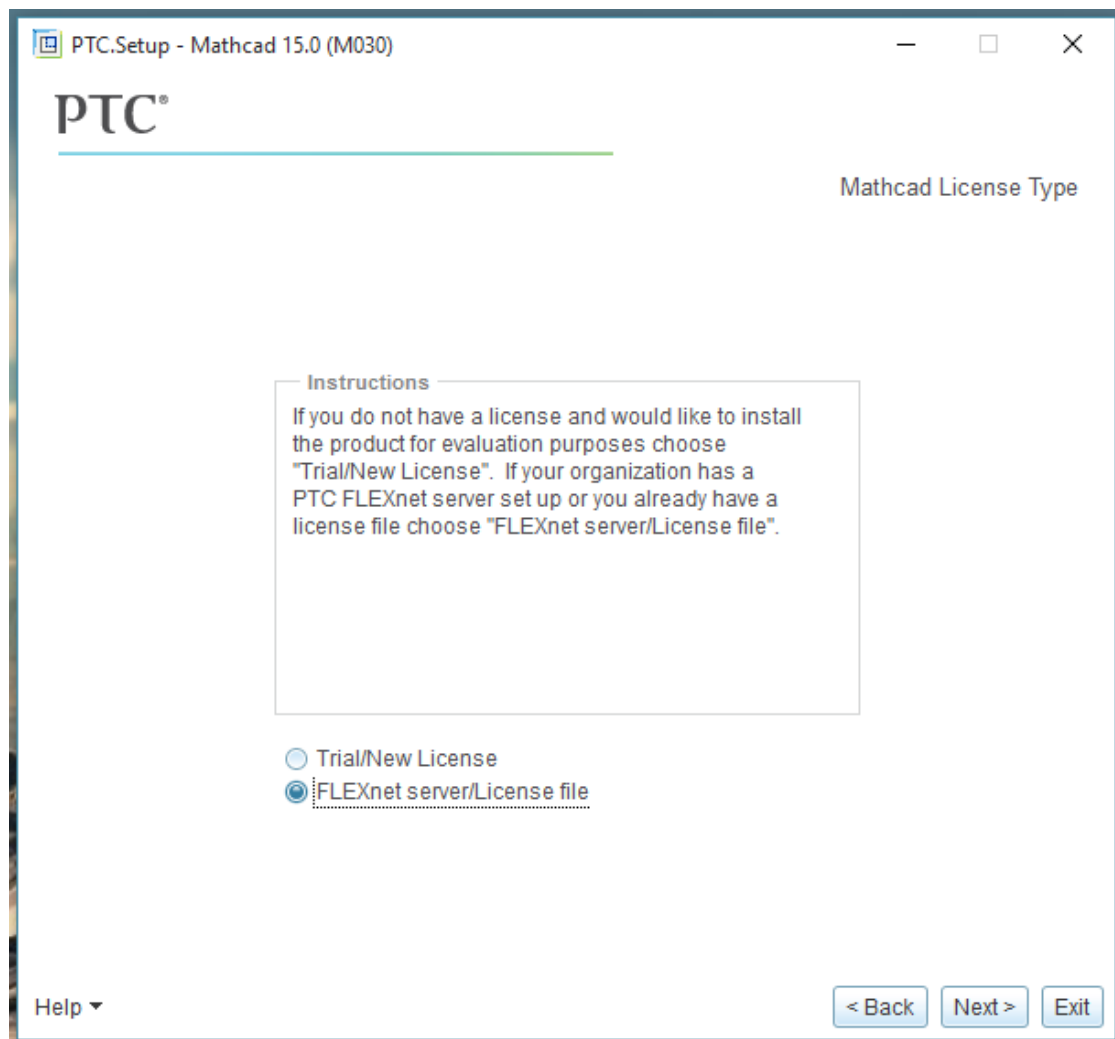 PTC.Setup - Mathcad 15.0 (M030)
PTC®
Mathcad License Type
Instructions
If you do not have a license and would like to install
the product for evaluation purposes choose
"Trial/New License". If your organization has a
PTC FLEXnet server set up or you already have a
license file choose "FLEXnet server/License file".
Trial/New License
FLEXnet server/License file
Help
< Back Next > Exit